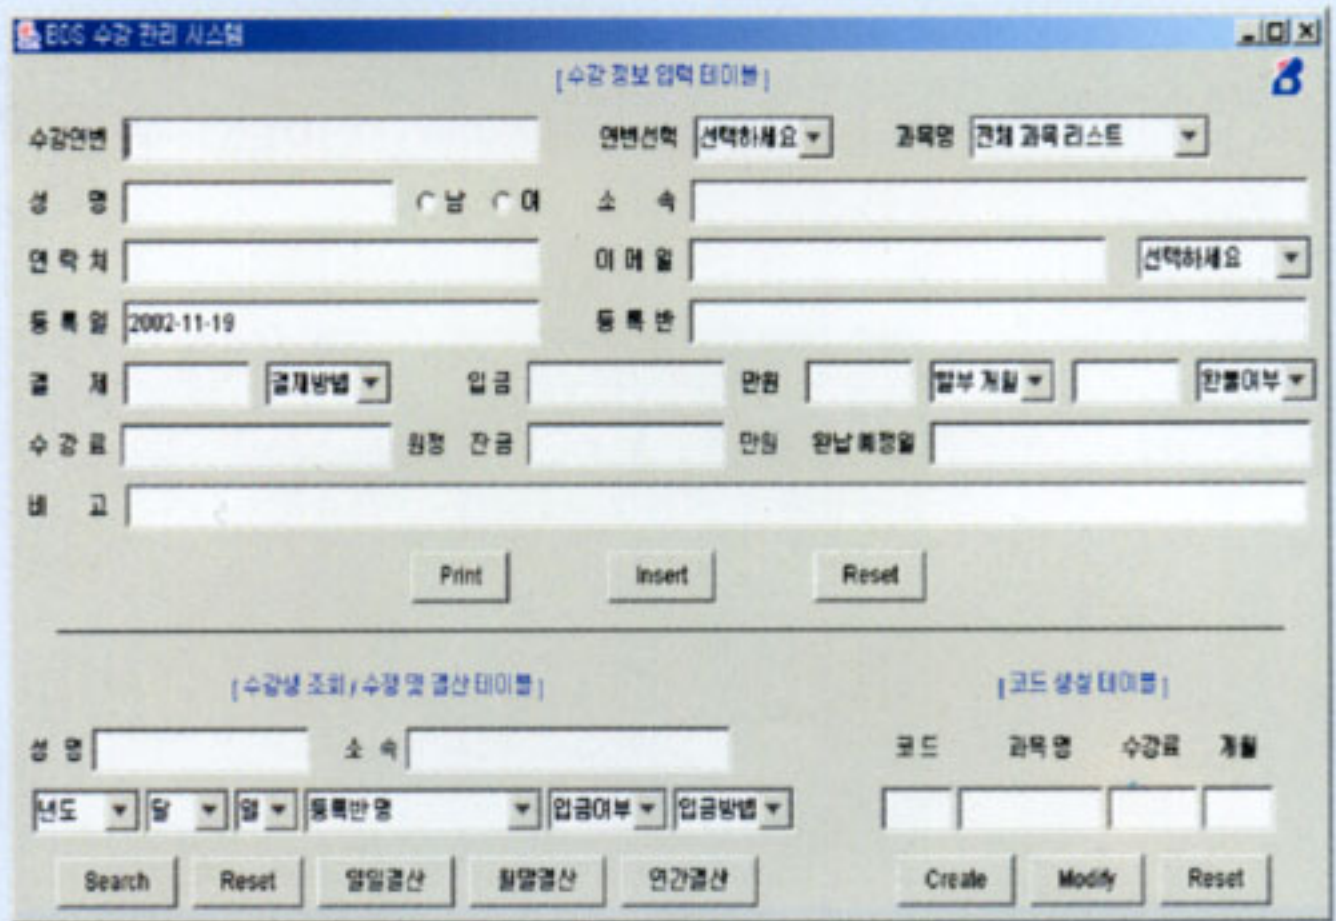 BDS 수강 관리 시스템
[ 수강 정보 입력 테이블 ]
수강연번 연번선택 선택하세요 과목명 전체 과목 리스트
성 명 남 여 소 속
연 락 처 이 메 일 선택하세요
등 록 일 2002-11-19 등 록 반
결 제 결재방법 입 금 만원 할부 개월 완불여부
수 강 료 원정 잔 금 만원 완납 예정일
비 고
Print Insert Reset
[ 수강생 조회 / 수정 및 결산 테이블 ] [ 코드 생성 테이블 ]
성 명 소 속 코 드 과목 명 수강료 개월
년도 달 일 등록반 명 입금여부 입금방법
Search Reset 일일결산 월말결산 연간결산 Create Modify Reset